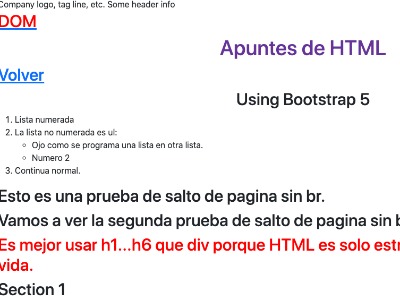 Company logo, tag line, etc. Some header info
DOM
Apuntes de HTML
Volver
Using Bootstrap 5
1. Lista numerada
2. La lista no numerada es ul:
○ Ojo como se programa una lista en otra lista.
○ Numero 2
3. Continua normal.
Esto es una prueba de salto de pagina sin br.
Vamos a ver la segunda prueba de salto de pagina sin b
Es mejor usar h1...h6 que div porque HTML es solo estr
vida.
Section 1